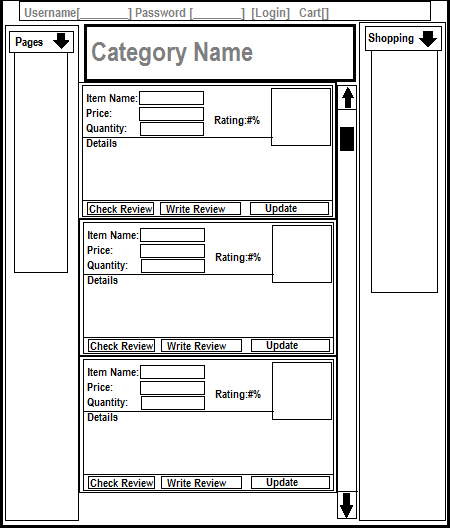 Username[_______] Password [_______] [Login] Cart[]
Pages
Category Name
Shopping
Item Name:
Price:
Quantity:
Rating:#%
Details
Check Review Write Review Update
Item Name:
Price:
Quantity:
Rating:#%
Details
Check Review Write Review Update
Item Name:
Price:
Quantity:
Rating:#%
Details
Check Review Write Review Update